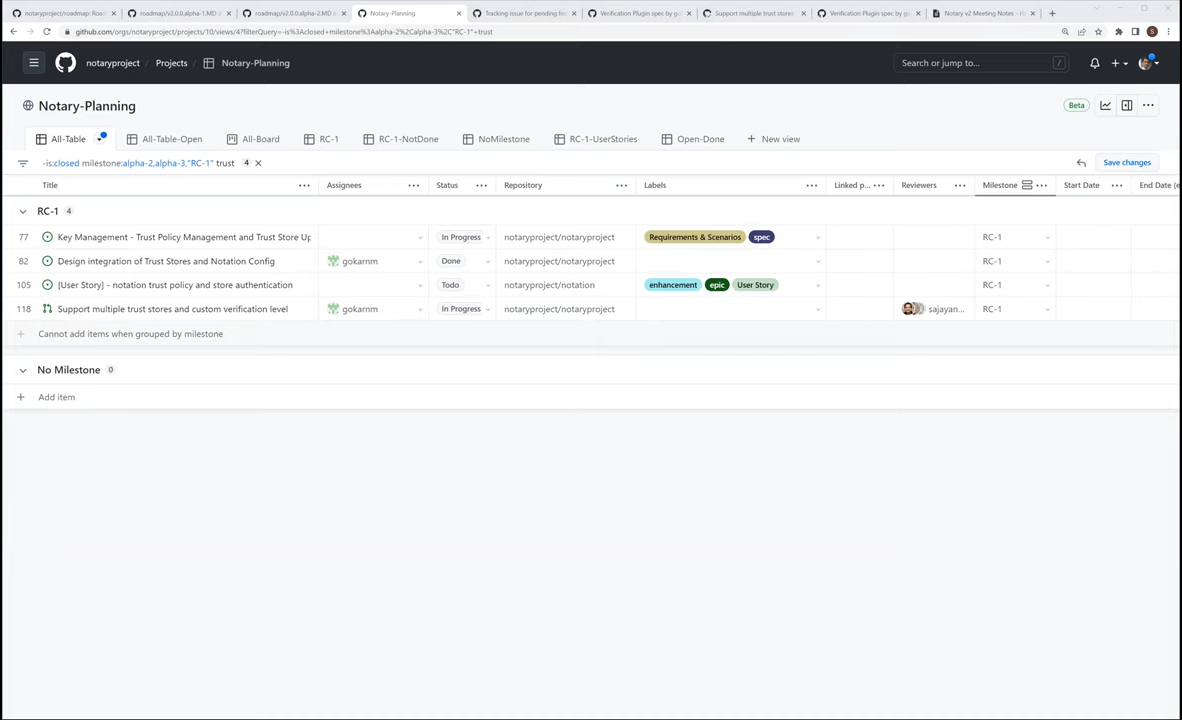 notaryproject/roadmap: Road
roadmap/v2.0.0.alpha-1.MD a
roadmap/v2.0.0.alpha-2.MD a
Notary-Planning
Tracking issue for pending fee
Verification Plugin spec by go
Support multiple trust stores
Verification Plugin spec by g
Notary v2 Meeting Notes - H
github.com/orgs/notaryproject/projects/10/views/4?filterQuery=-is%3Aclosed+milestone%3Aalpha-2%2Calpha-3%2C"RC-1"+trust
S
notaryproject / Projects / Notary-Planning
Search or jump to... /
Notary-Planning
Beta
All-Table
All-Table-Open
All-Board
RC-1
RC-1-NotDone
NoMilestone
RC-1-UserStories
Open-Done
New view
-is:closed milestone:alpha-2,alpha-3,"RC-1" trust 4
Save changes
Title Assignees Status Repository Labels Linked p... Reviewers Milestone Start Date End Date (e
RC-1 4
77 Key Management - Trust Policy Management and Trust Store Up In Progress notaryproject/notaryproject Requirements & Scenarios spec RC-1
82 Design integration of Trust Stores and Notation Config gokarnm Done notaryproject/notaryproject RC-1
105 [User Story] - notation trust policy and store authentication Todo notaryproject/notation enhancement epic User Story RC-1
118 Support multiple trust stores and custom verification level gokarnm In Progress notaryproject/notaryproject sajayan... RC-1
Cannot add items when grouped by milestone
No Milestone 0
Add item